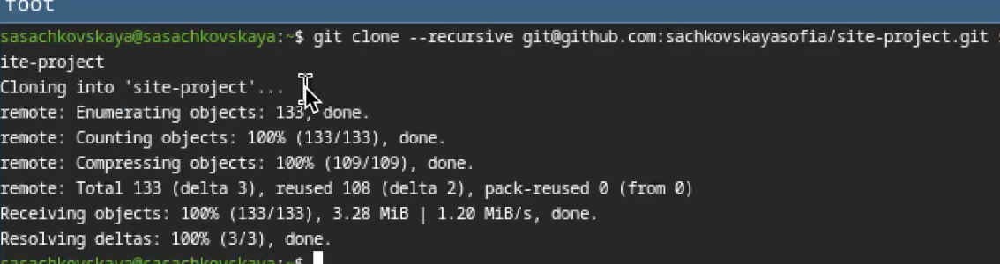 foot
sasachkovskaya@sasachkovskaya:~$ git clone --recursive git@github.com:sachkovskayasofia/site-project.git s
ite-project
Cloning into 'site-project'...
remote: Enumerating objects: 133, done.
remote: Counting objects: 100% (133/133), done.
remote: Compressing objects: 100% (109/109), done.
remote: Total 133 (delta 3), reused 108 (delta 2), pack-reused 0 (from 0)
Receiving objects: 100% (133/133), 3.28 MiB | 1.20 MiB/s, done.
Resolving deltas: 100% (3/3), done.
sasachkovskaya@sasachkovskaya:~$